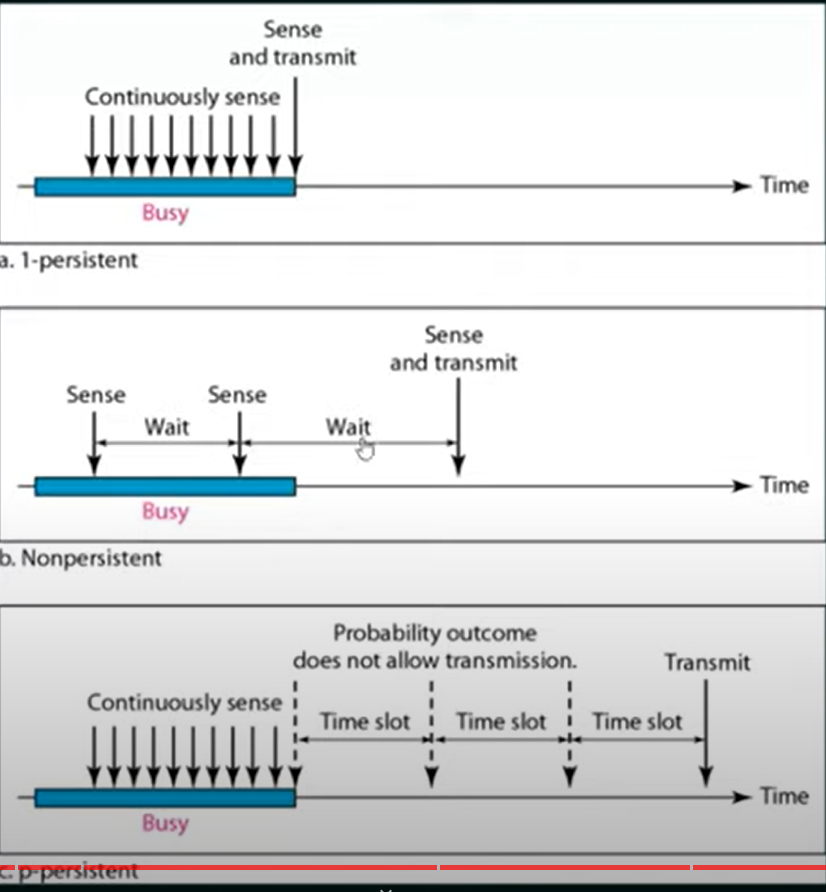 Sense
and transmit
Continuously sense
Time
Busy
a. 1-persistent
Sense
and transmit
Sense
Sense
Wait
Wait
Time
Busy
b. Nonpersistent
Probability outcome
does not allow transmission.
Transmit
Continuously sense
Time slot
Time slot
Time slot
Time
Busy
c. p-persistent